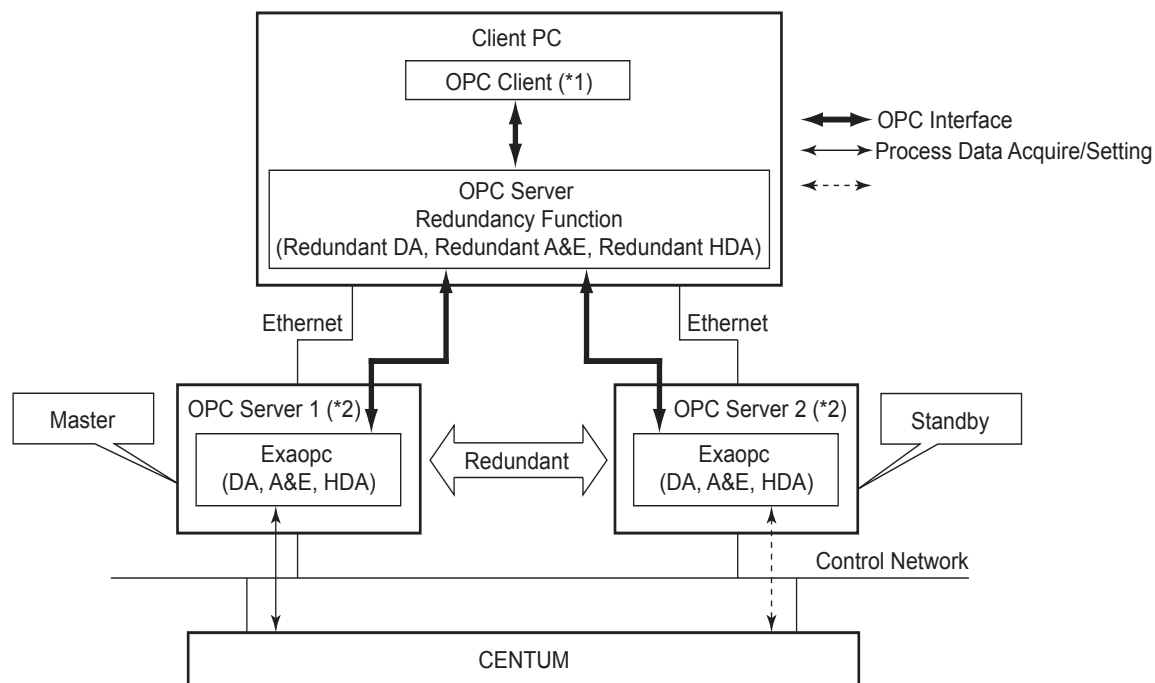 Client PC
OPC Client (*1)
OPC Interface
Process Data Acquire/Setting
OPC Server
Redundancy Function
(Redundant DA, Redundant A&E, Redundant HDA)
Ethernet
Ethernet
Master
OPC Server 1 (*2)
Exaopc
(DA, A&E, HDA)
Redundant
OPC Server 2 (*2)
Exaopc
(DA, A&E, HDA)
Standby
Control Network
CENTUM